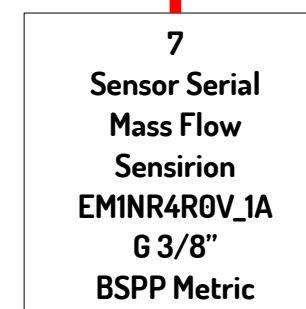 7
Sensor Serial
Mass Flow
Sensirion
EM1NR4R0V_1A
G 3/8”
BSPP Metric